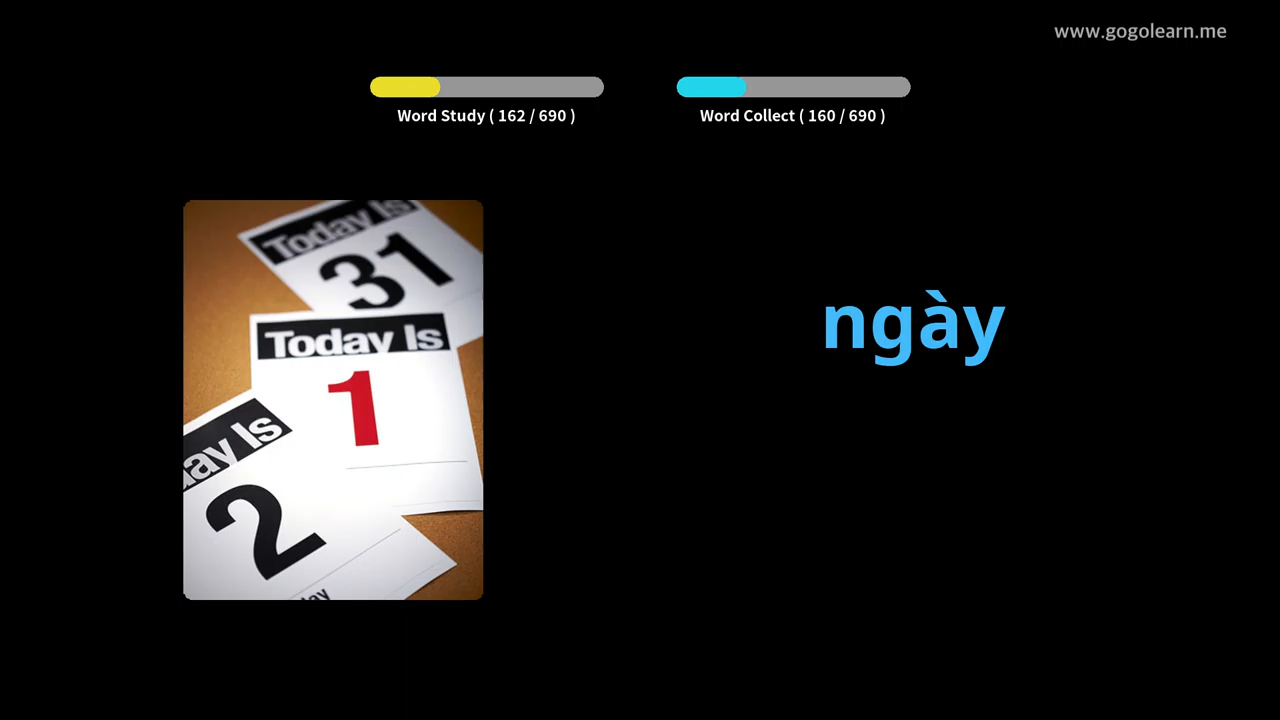 www.gogolearn.me
Word Study ( 162 / 690 )
Word Collect ( 160 / 690 )
Today Is
31
Today Is
1
ay Is
2
ay
ngày